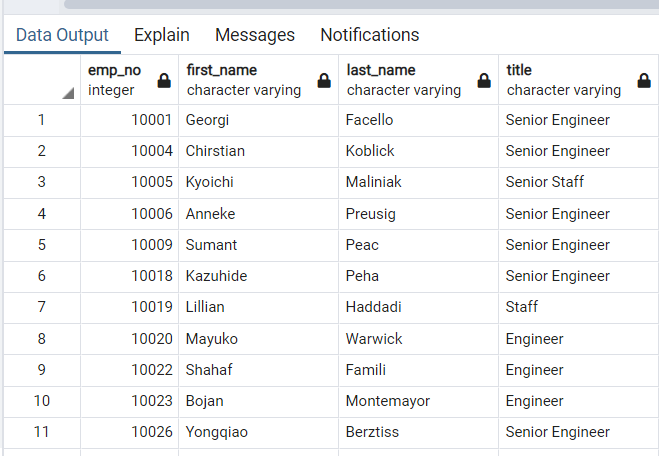 Data Output Explain Messages Notifications
emp_no first_name last_name title
integer character varying character varying character varying
1 10001 Georgi Facello Senior Engineer
2 10004 Chirstian Koblick Senior Engineer
3 10005 Kyoichi Maliniak Senior Staff
4 10006 Anneke Preusig Senior Engineer
5 10009 Sumant Peac Senior Engineer
6 10018 Kazuhide Peha Senior Engineer
7 10019 Lillian Haddadi Staff
8 10020 Mayuko Warwick Engineer
9 10022 Shahaf Famili Engineer
10 10023 Bojan Montemayor Engineer
11 10026 Yongqiao Berztiss Senior Engineer